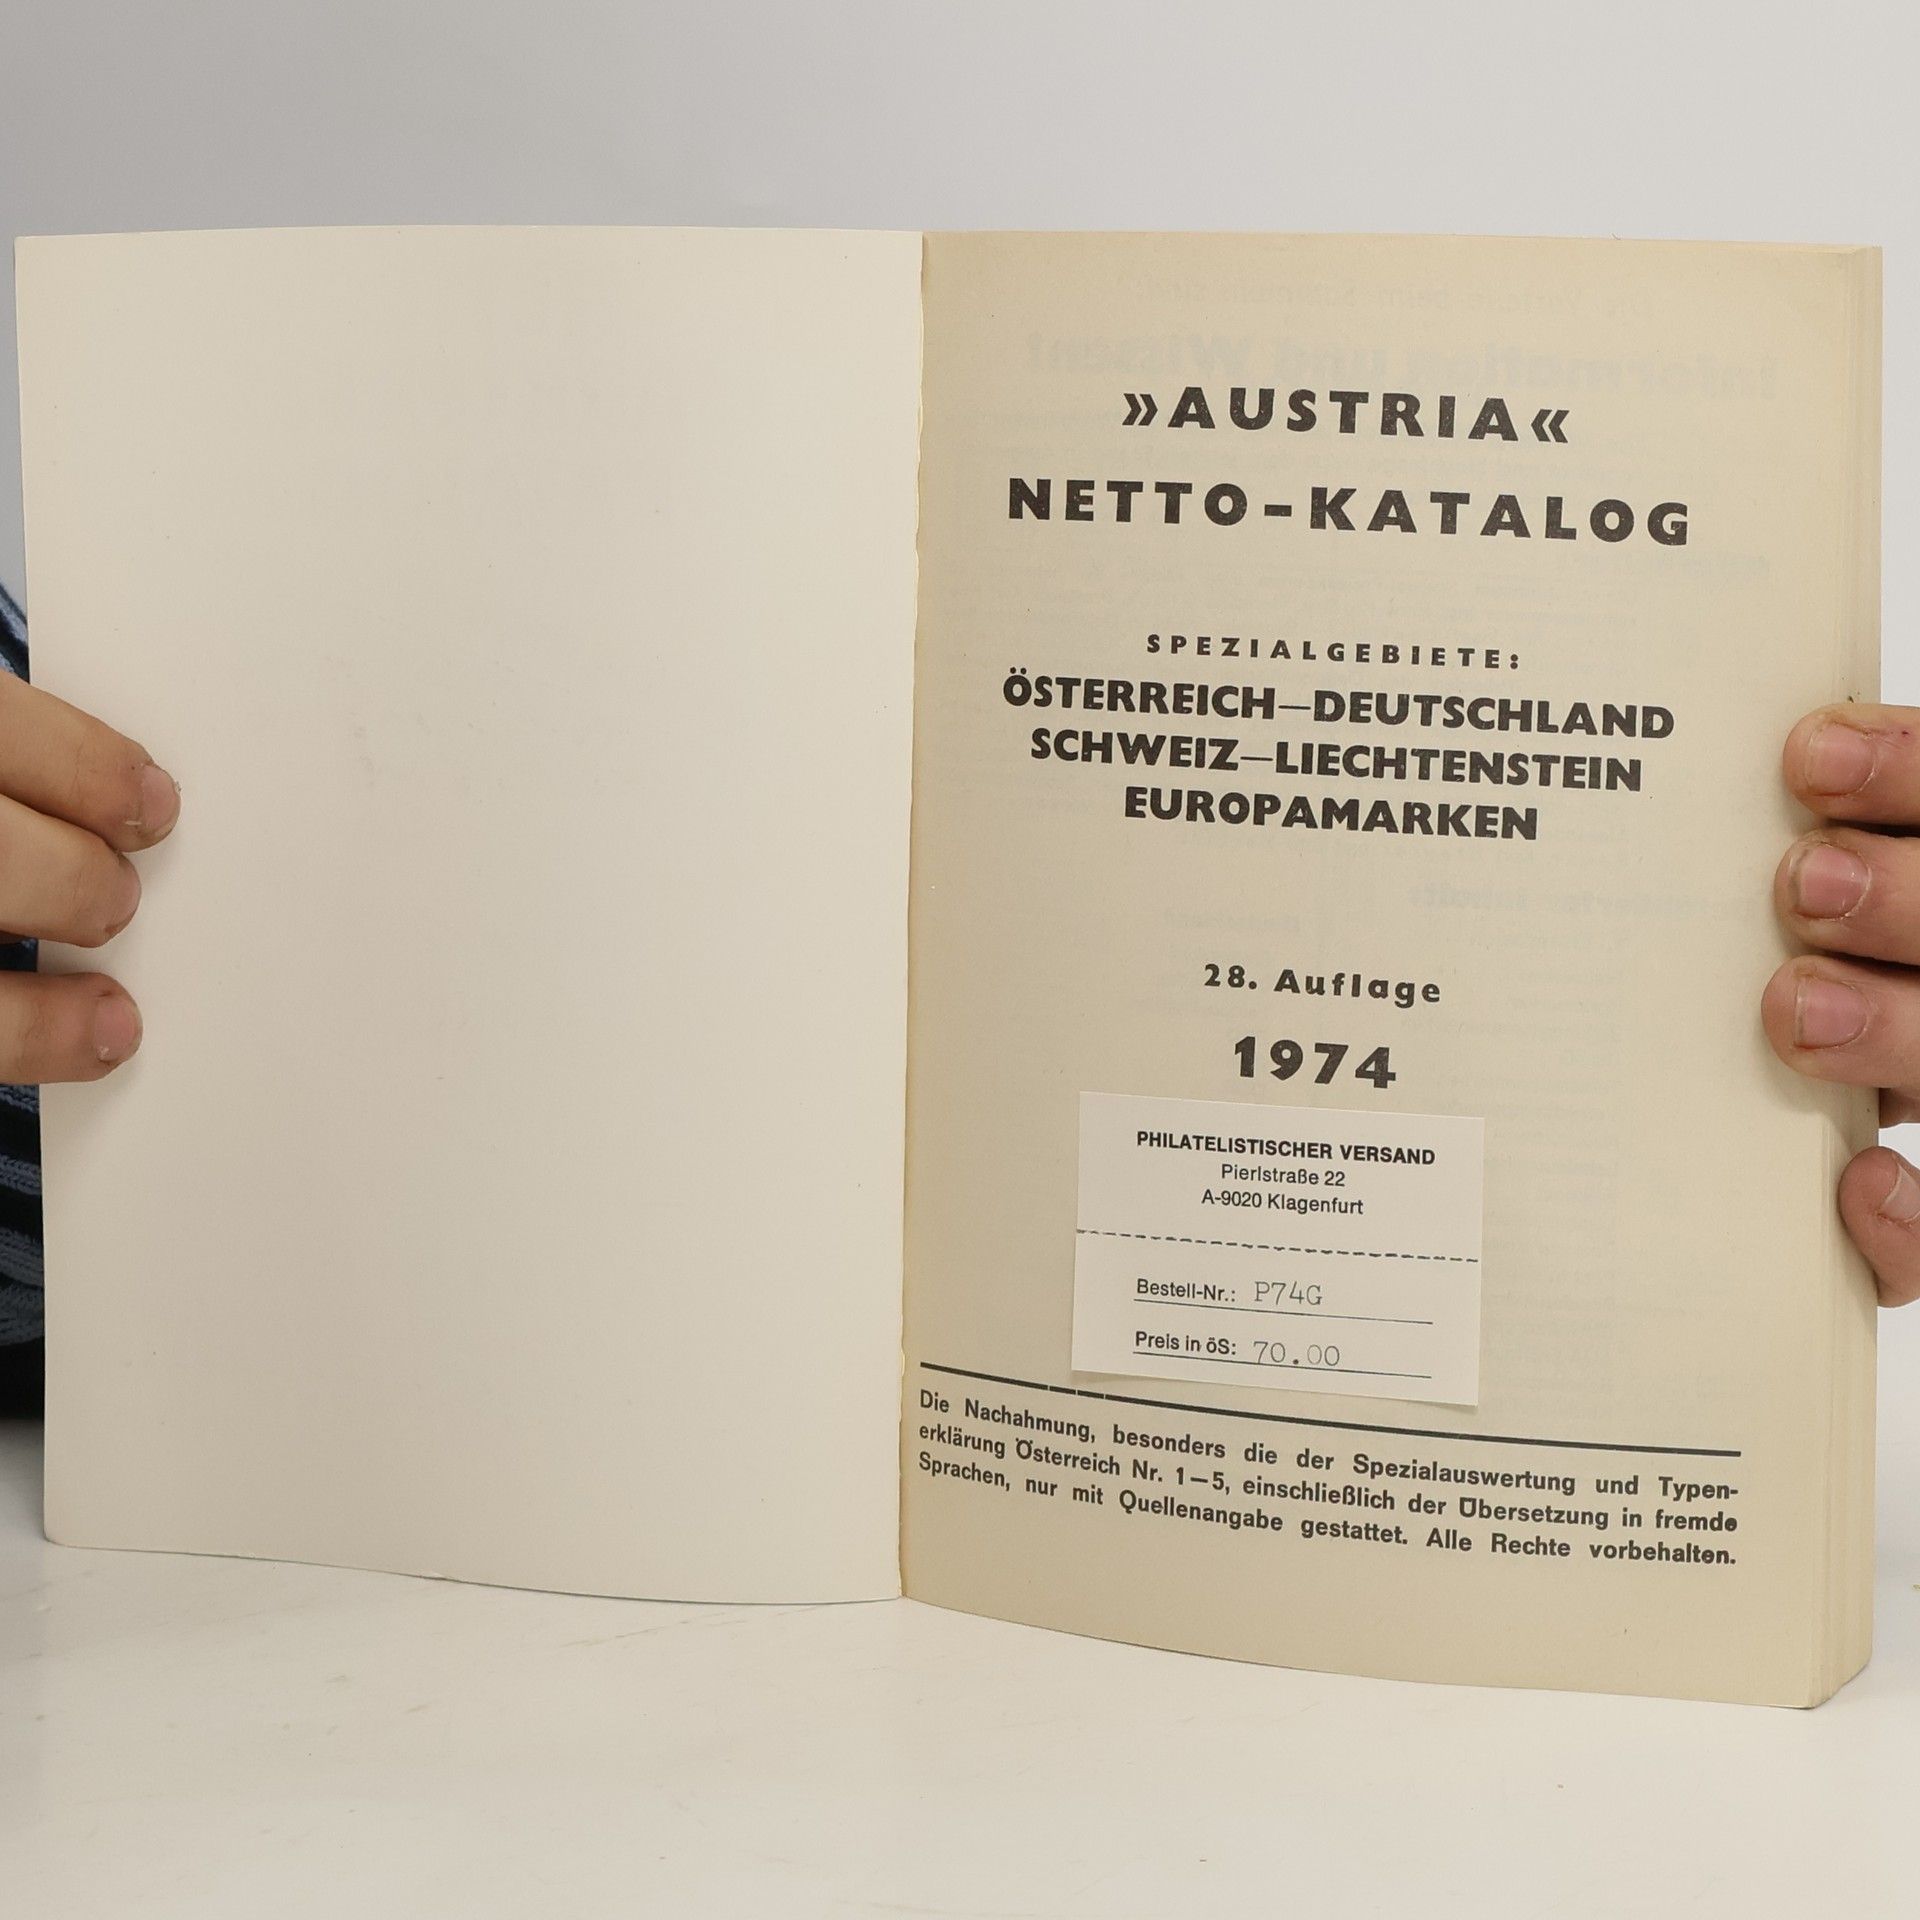 »AUSTRIA«
NETTO-KATALOG
SPEZIALGEBIETE:
ÖSTERREICH—DEUTSCHLAND
SCHWEIZ—LIECHTENSTEIN
EUROPAMARKEN
28. Auflage
1974
PHILATELISTISCHER VERSAND
Pierlstraße 22
A-9020 Klagenfurt
Bestell-Nr.: P74G
Preis in öS: 70.00
Die Nachahmung, besonders die der Spezialauswertung und Typen-
erklärung Österreich Nr. 1—5, einschließlich der Übersetzung in fremde
Sprachen, nur mit Quellenangabe gestattet. Alle Rechte vorbehalten.